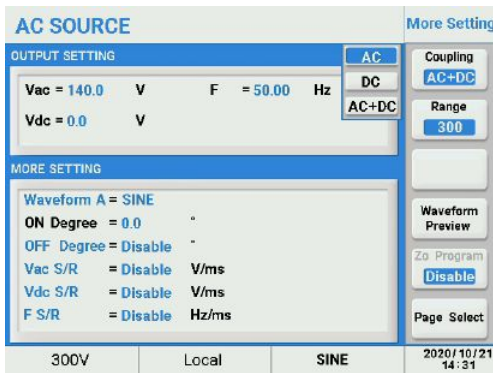 AC SOURCE
More Setting
OUTPUT SETTING
AC
DC
AC+DC
Vac = 140.0 V F = 50.00 Hz
Vdc = 0.0 V
MORE SETTING
Waveform A = SINE
ON Degree = 0.0 °
OFF Degree = Disable °
Vac S/R = Disable V/ms
Vdc S/R = Disable V/ms
F S/R = Disable Hz/ms
Coupling
AC+DC
Range
300
Waveform
Preview
Zo Program
Disable
Page Select
300V Local SINE
2020/10/21
14:31